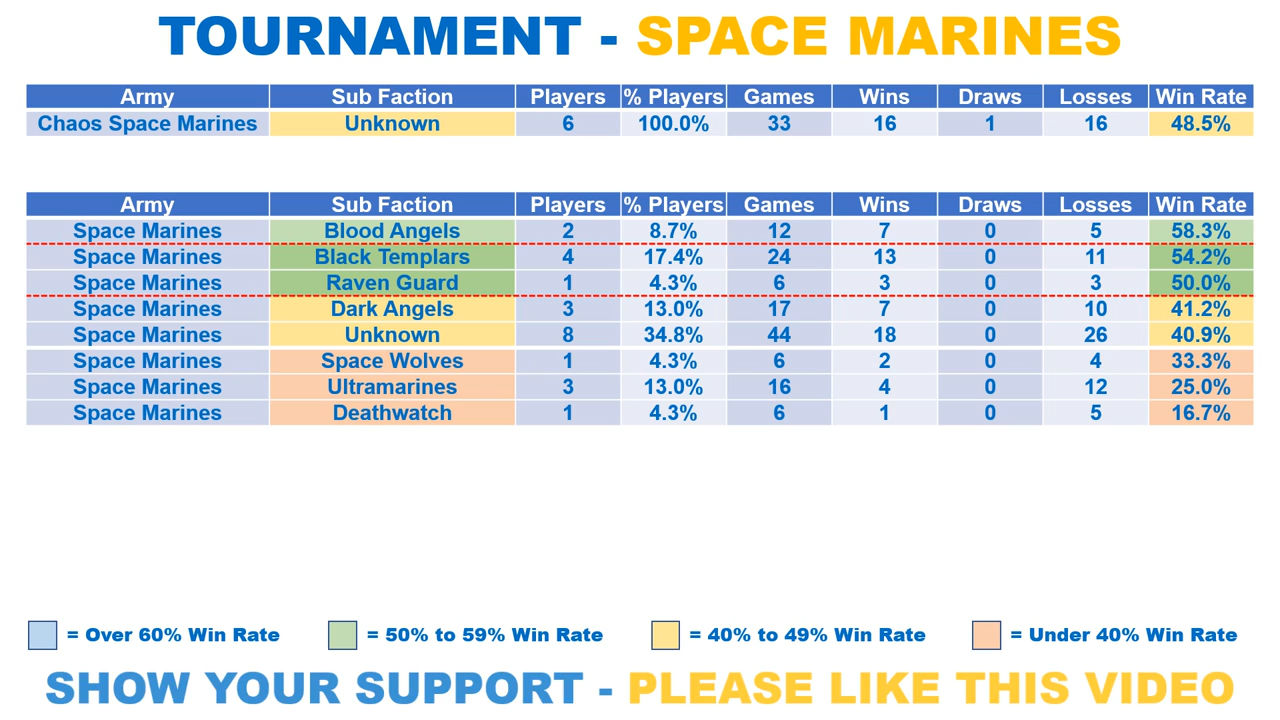 TOURNAMENT - SPACE MARINES
Army Sub Faction Players % Players Games Wins Draws Losses Win Rate
Chaos Space Marines Unknown 6 100.0% 33 16 1 16 48.5%
Army Sub Faction Players % Players Games Wins Draws Losses Win Rate
Space Marines Blood Angels 2 8.7% 12 7 0 5 58.3%
Space Marines Black Templars 4 17.4% 24 13 0 11 54.2%
Space Marines Raven Guard 1 4.3% 6 3 0 3 50.0%
Space Marines Dark Angels 3 13.0% 17 7 0 10 41.2%
Space Marines Unknown 8 34.8% 44 18 0 26 40.9%
Space Marines Space Wolves 1 4.3% 6 2 0 4 33.3%
Space Marines Ultramarines 3 13.0% 16 4 0 12 25.0%
Space Marines Deathwatch 1 4.3% 6 1 0 5 16.7%
= Over 60% Win Rate = 50% to 59% Win Rate = 40% to 49% Win Rate = Under 40% Win Rate
SHOW YOUR SUPPORT - PLEASE LIKE THIS VIDEO